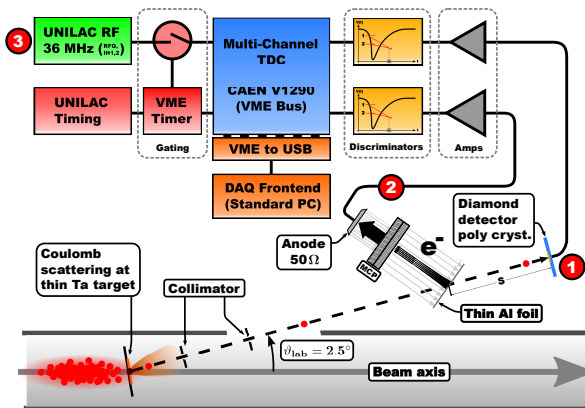 3
UNILAC RF
36 MHz (RFQ, IH1,2)
UNILAC
Timing
VME
Timer
Gating
Multi-Channel
TDC
CAEN V1290
(VME Bus)
VME to USB
DAQ Frontend
(Standard PC)
Discriminators
Amps
2
Diamond
detector
poly cryst.
1
Anode
50Ω
MCP
e-
s
Thin Al foil
Coulomb
scattering at
thin Ta target
Collimator
ϑlab = 2.5°
Beam axis